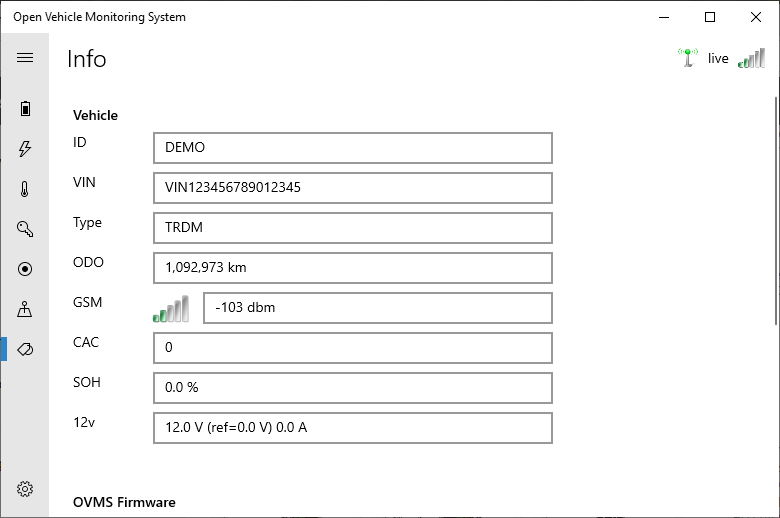 Open Vehicle Monitoring System
Info
live
Vehicle
ID DEMO
VIN VIN123456789012345
Type TRDM
ODO 1,092,973 km
GSM -103 dbm
CAC 0
SOH 0.0 %
12v 12.0 V (ref=0.0 V) 0.0 A
OVMS Firmware